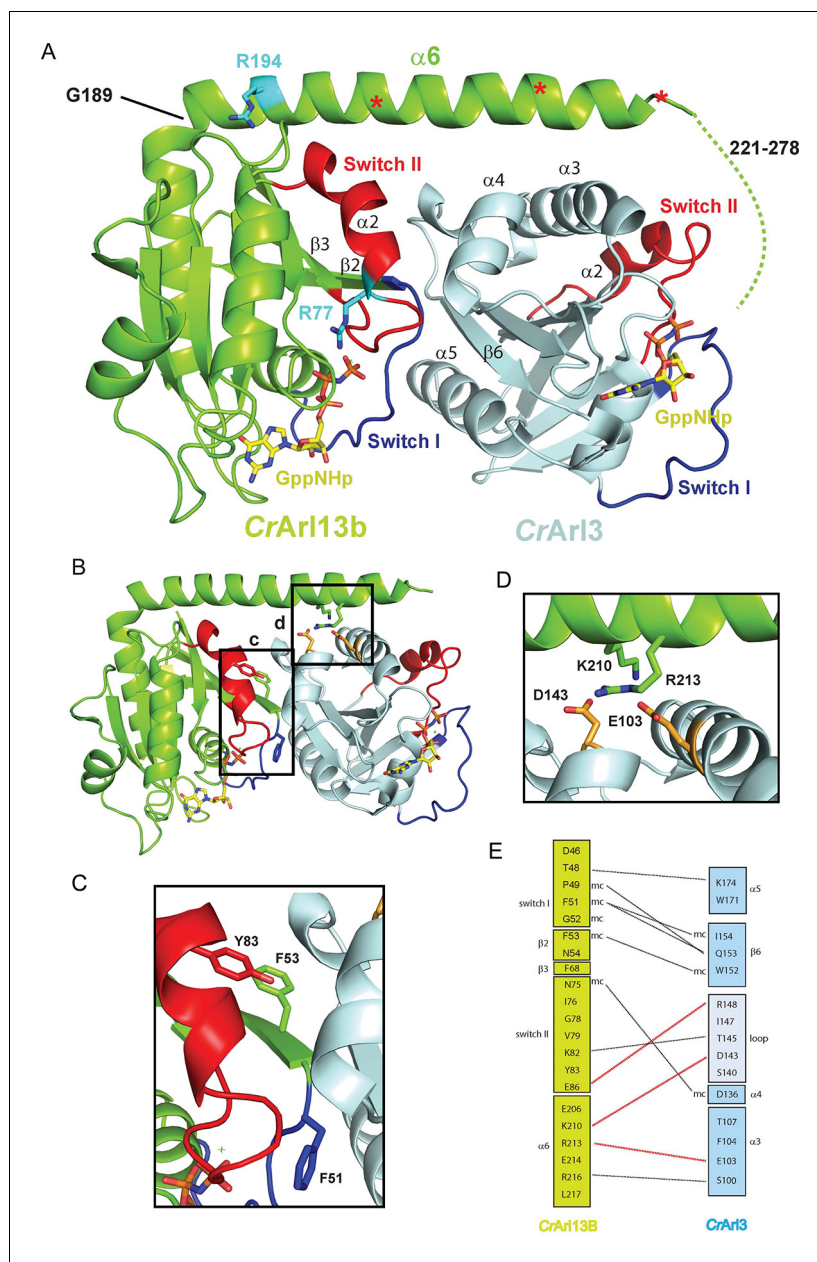 A
R194
α6
G189
*
*
*
221-278
Switch II
α2
α4
α3
Switch II
β3
β2
α2
R77
α5
β6
GppNHp
Switch I
GppNHp
Switch I
CrArl13b
CrArl3
B
c
d
D
K210
R213
D143
E103
C
Y83
F53
F51
E
D46
T48
P49 mc
switch I
F51 mc
G52 mc
β2
F53 mc
N54
β3
F68
N75 mc
I76
G78
switch II
V79
K82
Y83
E86
E206
K210
α6
R213
E214
R216
L217
CrArl13B
K174
W171
α5
mc I154
Q153
β6
mc W152
R148
I147
T145
loop
D143
S140
mc D136
α4
T107
F104
α3
E103
S100
CrArl3